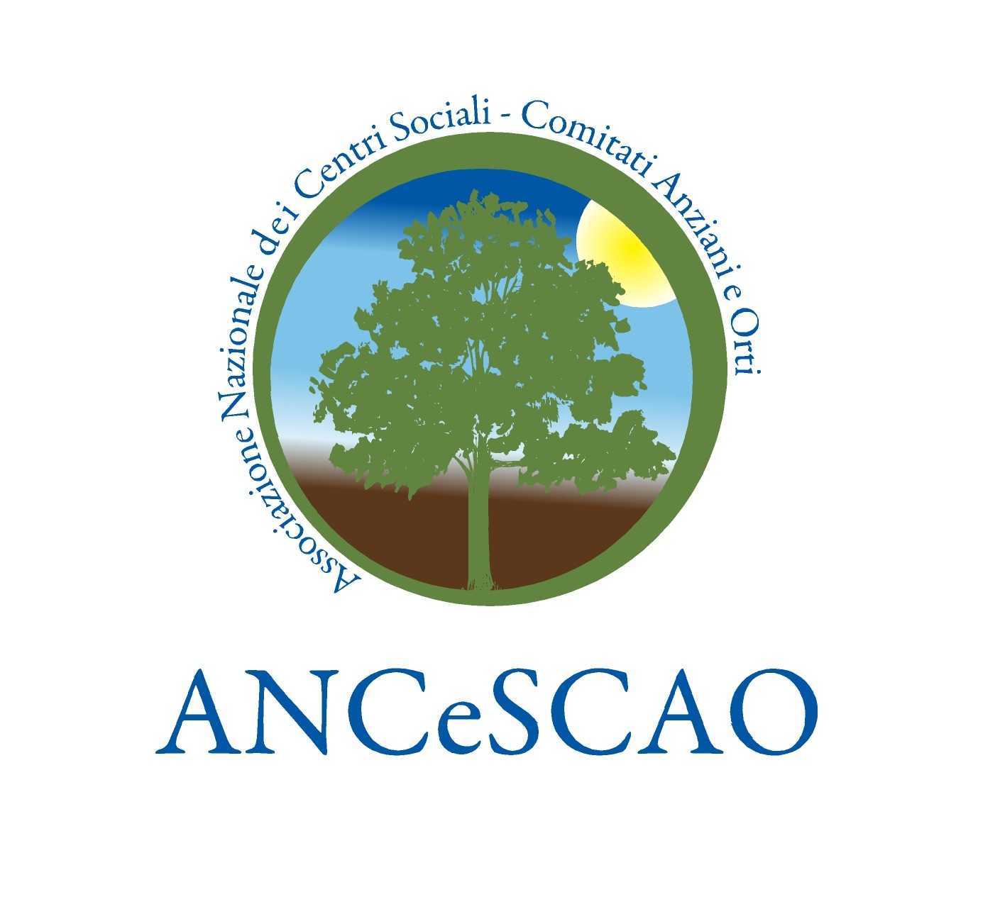 Associazione Nazionale dei Centri Sociali - Comitati Anziani e Orti
ANCeSCAO